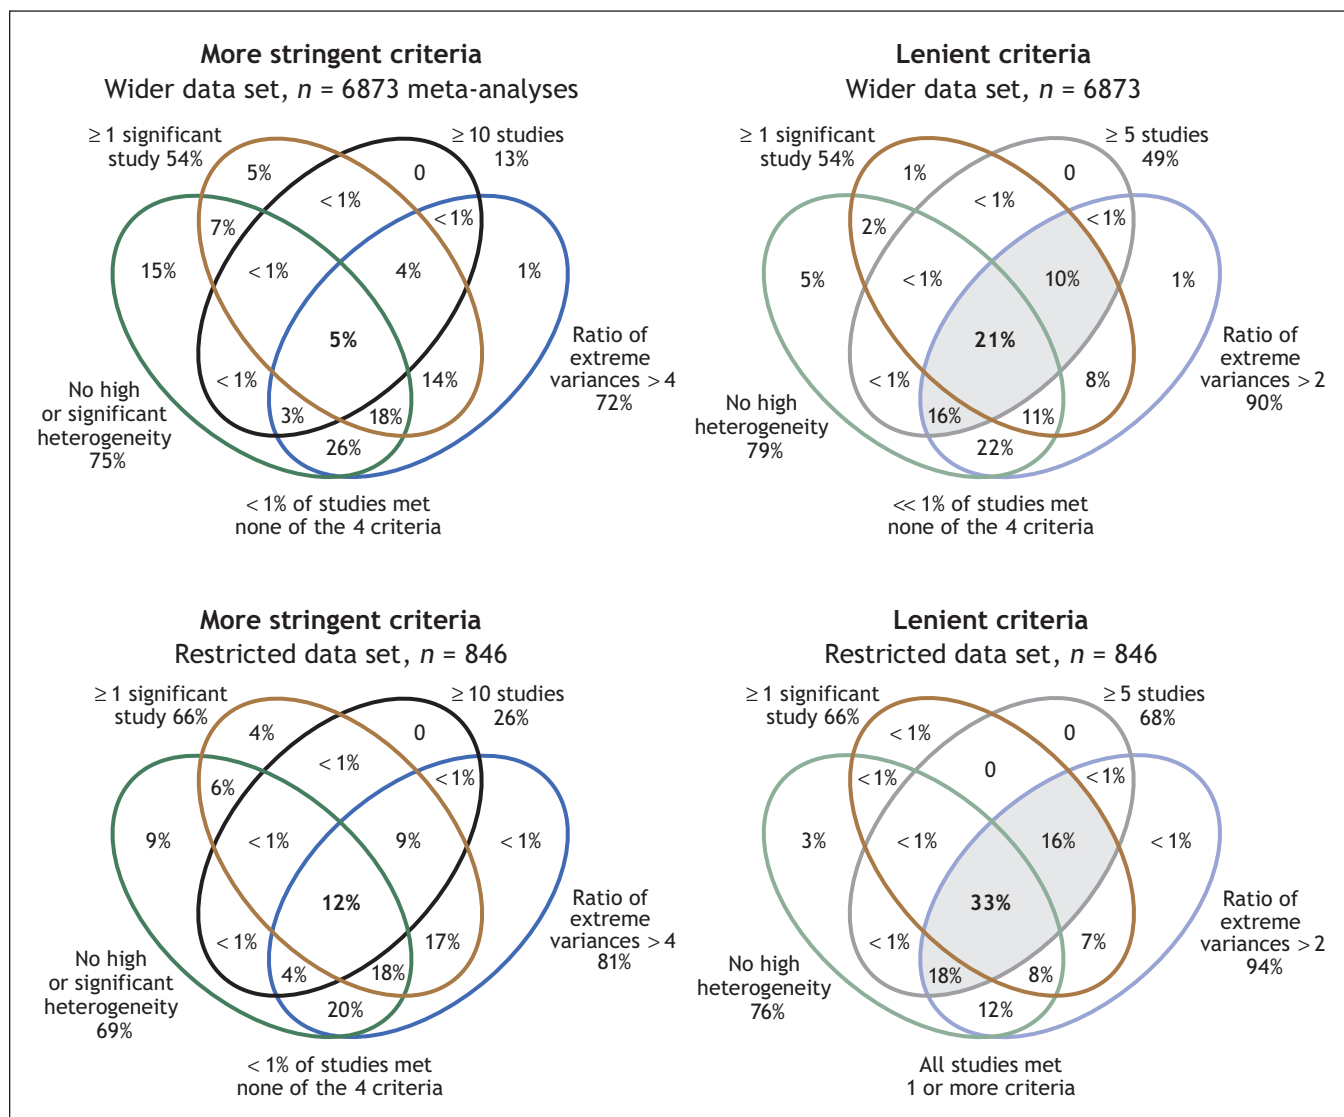 More stringent criteria
Wider data set, n = 6873 meta-analyses
≥ 1 significant
study 54%
≥ 10 studies
13%
5%
0
< 1%
7%
< 1%
15%
< 1%
4%
1%
5%
< 1%
14%
3%
18%
26%
No high
or significant
heterogeneity
75%
Ratio of
extreme
variances > 4
72%
< 1% of studies met
none of the 4 criteria
Lenient criteria
Wider data set, n = 6873
≥ 1 significant
study 54%
≥ 5 studies
49%
1%
0
< 1%
2%
< 1%
5%
< 1%
10%
1%
21%
< 1%
8%
16%
11%
22%
No high
heterogeneity
79%
Ratio of
extreme
variances > 2
90%
<< 1% of studies met
none of the 4 criteria
More stringent criteria
Restricted data set, n = 846
≥ 1 significant
study 66%
≥ 10 studies
26%
4%
0
< 1%
6%
< 1%
9%
< 1%
9%
< 1%
12%
< 1%
17%
4%
18%
20%
No high
or significant
heterogeneity
69%
Ratio of
extreme
variances > 4
81%
< 1% of studies met
none of the 4 criteria
Lenient criteria
Restricted data set, n = 846
≥ 1 significant
study 66%
≥ 5 studies
68%
< 1%
0
0
< 1%
< 1%
3%
< 1%
16%
< 1%
33%
< 1%
7%
18%
8%
12%
No high
heterogeneity
76%
Ratio of
extreme
variances > 2
94%
All studies met
1 or more criteria